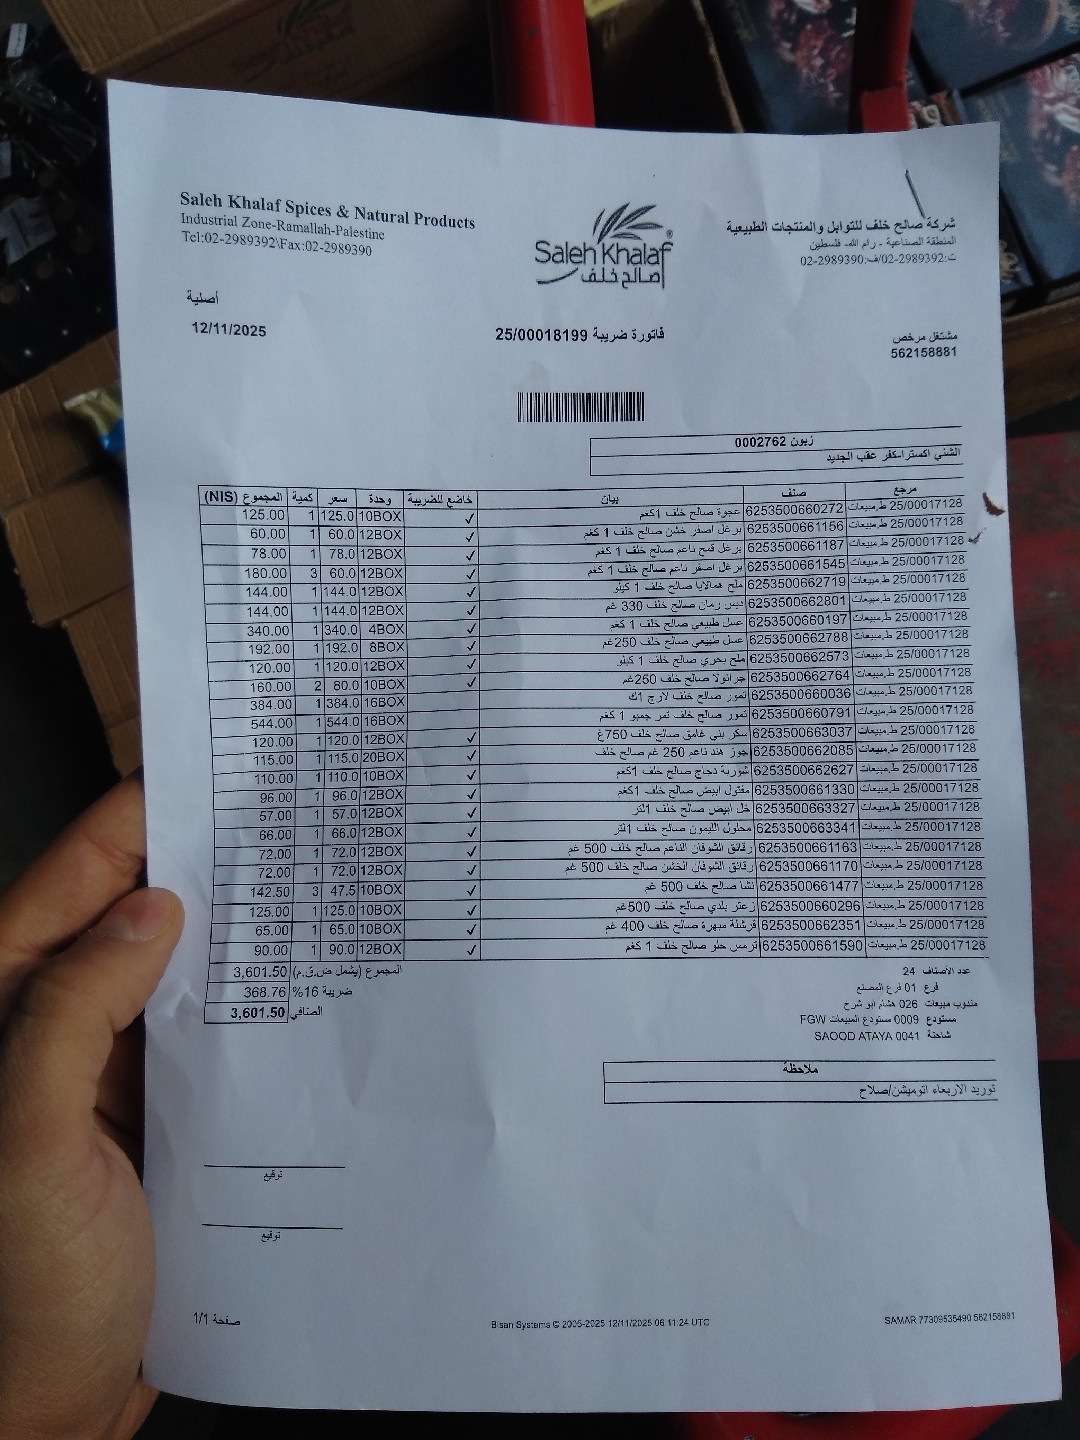 Saleh Khalaf Spices & Natural Products
Industrial Zone-Ramallah-Palestine
Tel:02-2989392\Fax:02-2989390
Saleh Khalaf
صالح خلف
شركة صالح خلف للتوابل والمنتجات الطبيعية
المنطقة الصناعية - رام الله- فلسطين
ت:02-2989392/ف:02-2989390
أصلية
12/11/2025
فاتورة ضريبة 25/00018199
مشتغل مرخص
562158881
زبون 0002762
الشني اكسترا/كفر عقب الجديد
مرجع صنف بيان خاضع للضريبة وحدة سعر كمية المجموع (NIS)
25/00017128 ط.مبيعات 6253500660272 عجوة صالح خلف 1كغم ✓ 10BOX 125.0 1 125.00
25/00017128 ط.مبيعات 6253500661156 برغل اصفر خشن صالح خلف 1 كغم ✓ 12BOX 60.0 1 60.00
25/00017128 ط.مبيعات 6253500661187 برغل قمح ناعم صالح خلف 1 كغم ✓ 12BOX 78.0 1 78.00
25/00017128 ط.مبيعات 6253500661545 برغل اصفر ناعم صالح خلف 1 كغم ✓ 12BOX 60.0 3 180.00
25/00017128 ط.مبيعات 6253500662719 ملح همالايا صالح خلف 1 كيلو ✓ 12BOX 144.0 1 144.00
25/00017128 ط.مبيعات 6253500662801 دبس رمان صالح خلف 330 غم ✓ 12BOX 144.0 1 144.00
25/00017128 ط.مبيعات 6253500660197 عسل طبيعي صالح خلف 1 كغم ✓ 4BOX 340.0 1 340.00
25/00017128 ط.مبيعات 6253500662788 عسل طبيعي صالح خلف 250غم ✓ 8BOX 192.0 1 192.00
25/00017128 ط.مبيعات 6253500662573 ملح بحري صالح خلف 1 كيلو ✓ 12BOX 120.0 1 120.00
25/00017128 ط.مبيعات 6253500662764 جرانولا صالح خلف 250غم ✓ 10BOX 80.0 2 160.00
25/00017128 ط.مبيعات 6253500660036 تمور صالح خلف لارج 1ك 16BOX 384.0 1 384.00
25/00017128 ط.مبيعات 6253500660791 تمور صالح خلف تمر جمبو 1 كغم 16BOX 544.0 1 544.00
25/00017128 ط.مبيعات 6253500663037 سكر بني غامق صالح خلف 750غ ✓ 12BOX 120.0 1 120.00
25/00017128 ط.مبيعات 6253500662085 جوز هند ناعم 250 غم صالح خلف ✓ 20BOX 115.0 1 115.00
25/00017128 ط.مبيعات 6253500662627 شوربة دجاج صالح خلف 1كغم ✓ 10BOX 110.0 1 110.00
25/00017128 ط.مبيعات 6253500661330 مفتول ابيض صالح خلف 1كغم ✓ 12BOX 96.0 1 96.00
25/00017128 ط.مبيعات 6253500663327 خل ابيض صالح خلف 1لتر ✓ 12BOX 57.0 1 57.00
25/00017128 ط.مبيعات 6253500663341 محلول الليمون صالح خلف 1لتر ✓ 12BOX 66.0 1 66.00
25/00017128 ط.مبيعات 6253500661163 رقائق الشوفان الناعم صالح خلف 500 غم ✓ 12BOX 72.0 1 72.00
25/00017128 ط.مبيعات 6253500661170 رقائق الشوفان الخشن صالح خلف 500 غم ✓ 12BOX 72.0 1 72.00
25/00017128 ط.مبيعات 6253500661477 نشا صالح خلف 500 غم ✓ 10BOX 47.5 3 142.50
25/00017128 ط.مبيعات 6253500660296 زعتر بلدي صالح خلف 500غم ✓ 10BOX 125.0 1 125.00
25/00017128 ط.مبيعات 6253500662351 قرشلة مبهرة صالح خلف 400 غم ✓ 10BOX 65.0 1 65.00
25/00017128 ط.مبيعات 6253500661590 ترمس حلو صالح خلف 1 كغم ✓ 12BOX 90.0 1 90.00
المجموع (يشمل ض.ق.م) 3,601.50
ضريبة 16% 368.76
الصافي 3,601.50
عدد الأصناف 24
فرع 01 فرع المصنع
مندوب مبيعات 026 هشام ابو شرخ
مستودع 0009 مستودع المبيعات FGW
شاحنة 0041 SAOOD ATAYA
ملاحظة
توريد الاربعاء اتوميشن/صلاح
توقيع
توقيع
صفحة 1/1
Bisan Systems © 2005-2025 12/11/2025 06:11:24 UTC
SAMAR 77309535490 562158881